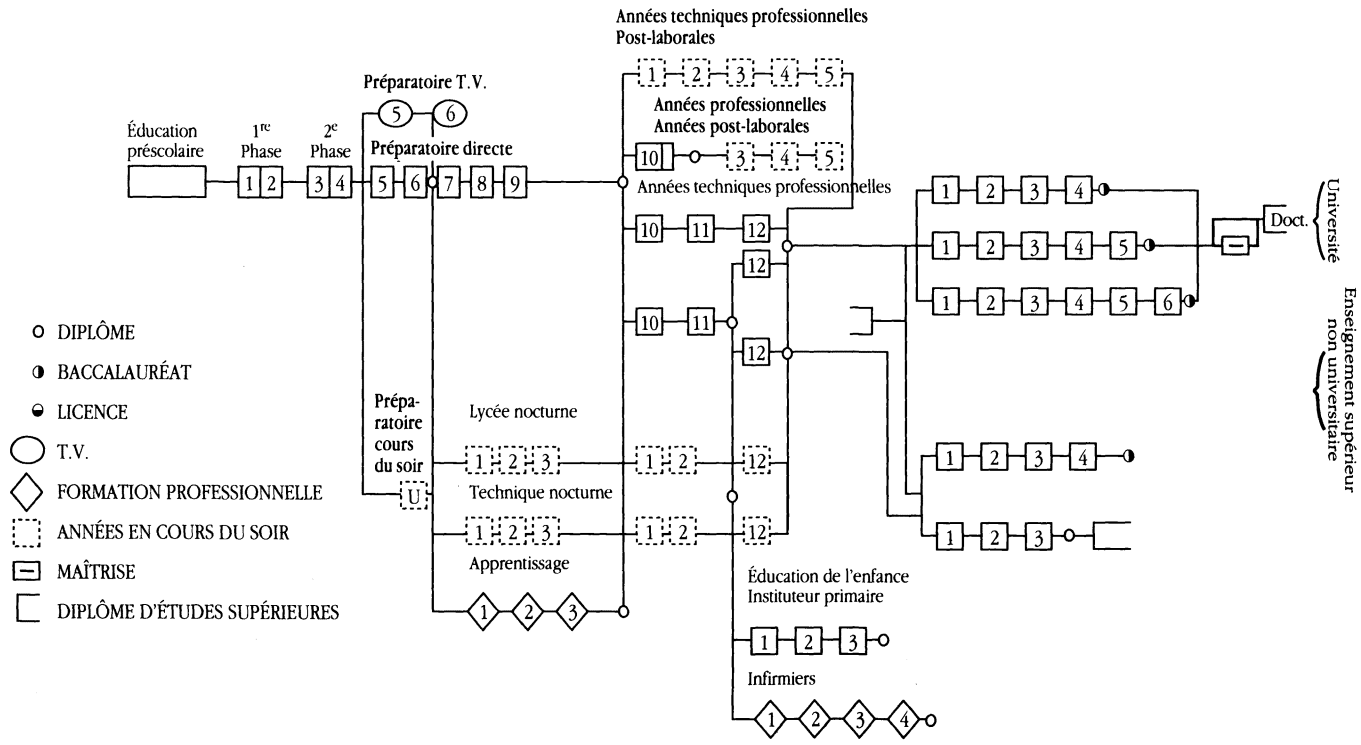 Années techniques professionnelles
Post-laborales
1 2 3 4 5
Préparatoire T.V.
5 6
Années professionnelles
Années post-laborales
10 3 4 5
Éducation
préscolaire
1re
Phase
2e
Phase
Préparatoire directe
1 2 3 4 5 6 7 8 9
Années techniques professionnelles
10 11 12
12
10 11
12
1 2 3 4
1 2 3 4 5
1 2 3 4 5 6
Doct.
Université
Enseignement supérieur
non universitaire
DIPLÔME
BACCALAURÉAT
LICENCE
T.V.
FORMATION PROFESSIONNELLE
ANNÉES EN COURS DU SOIR
MAÎTRISE
DIPLÔME D'ÉTUDES SUPÉRIEURES
Prépa-
ratoire
cours
du soir
U
Lycée nocturne
1 2 3 1 2 12
Technique nocturne
1 2 3 1 2 12
Apprentissage
1 2 3
1 2 3 4
1 2 3
Éducation de l'enfance
Instituteur primaire
1 2 3
Infirmiers
1 2 3 4